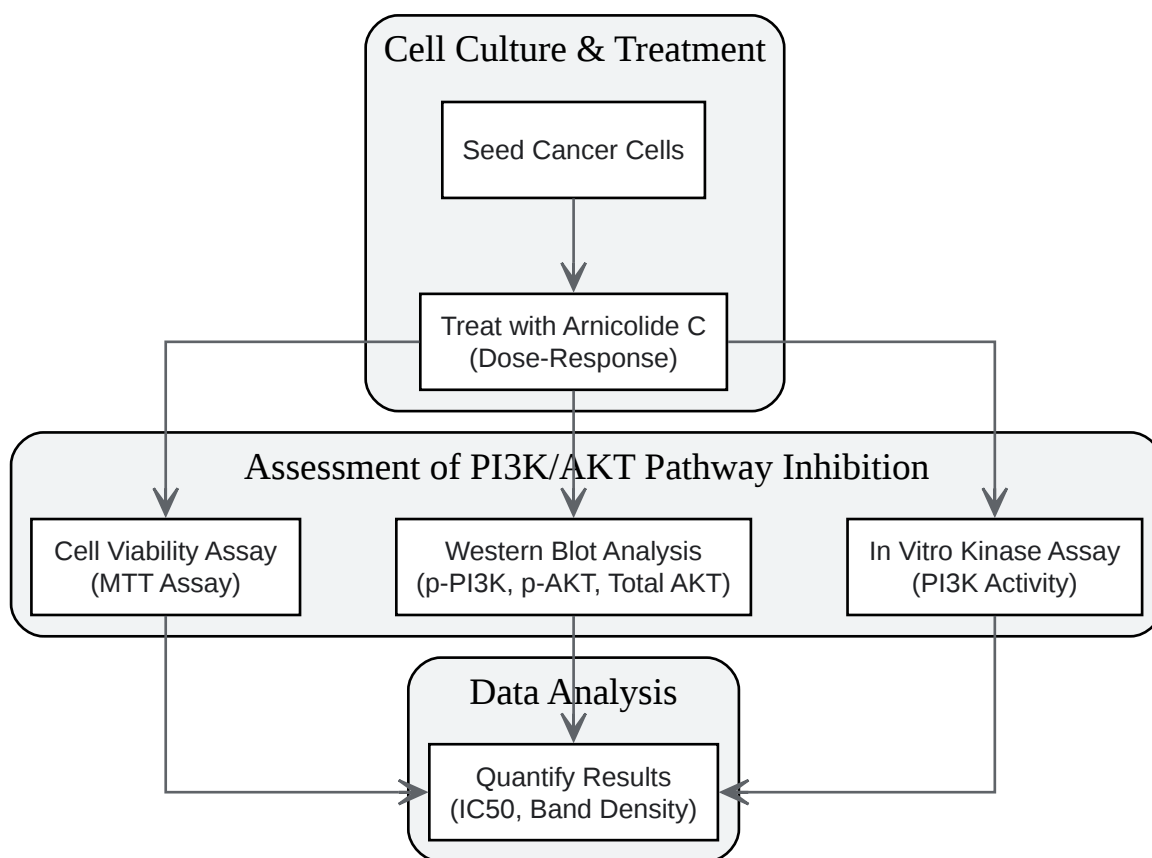 Cell Culture & Treatment
Seed Cancer Cells
Treat with Arnicolide C
(Dose-Response)
Assessment of PI3K/AKT Pathway Inhibition
Cell Viability Assay
(MTT Assay)
Western Blot Analysis
(p-PI3K, p-AKT, Total AKT)
In Vitro Kinase Assay
(PI3K Activity)
Data Analysis
Quantify Results
(IC50, Band Density)